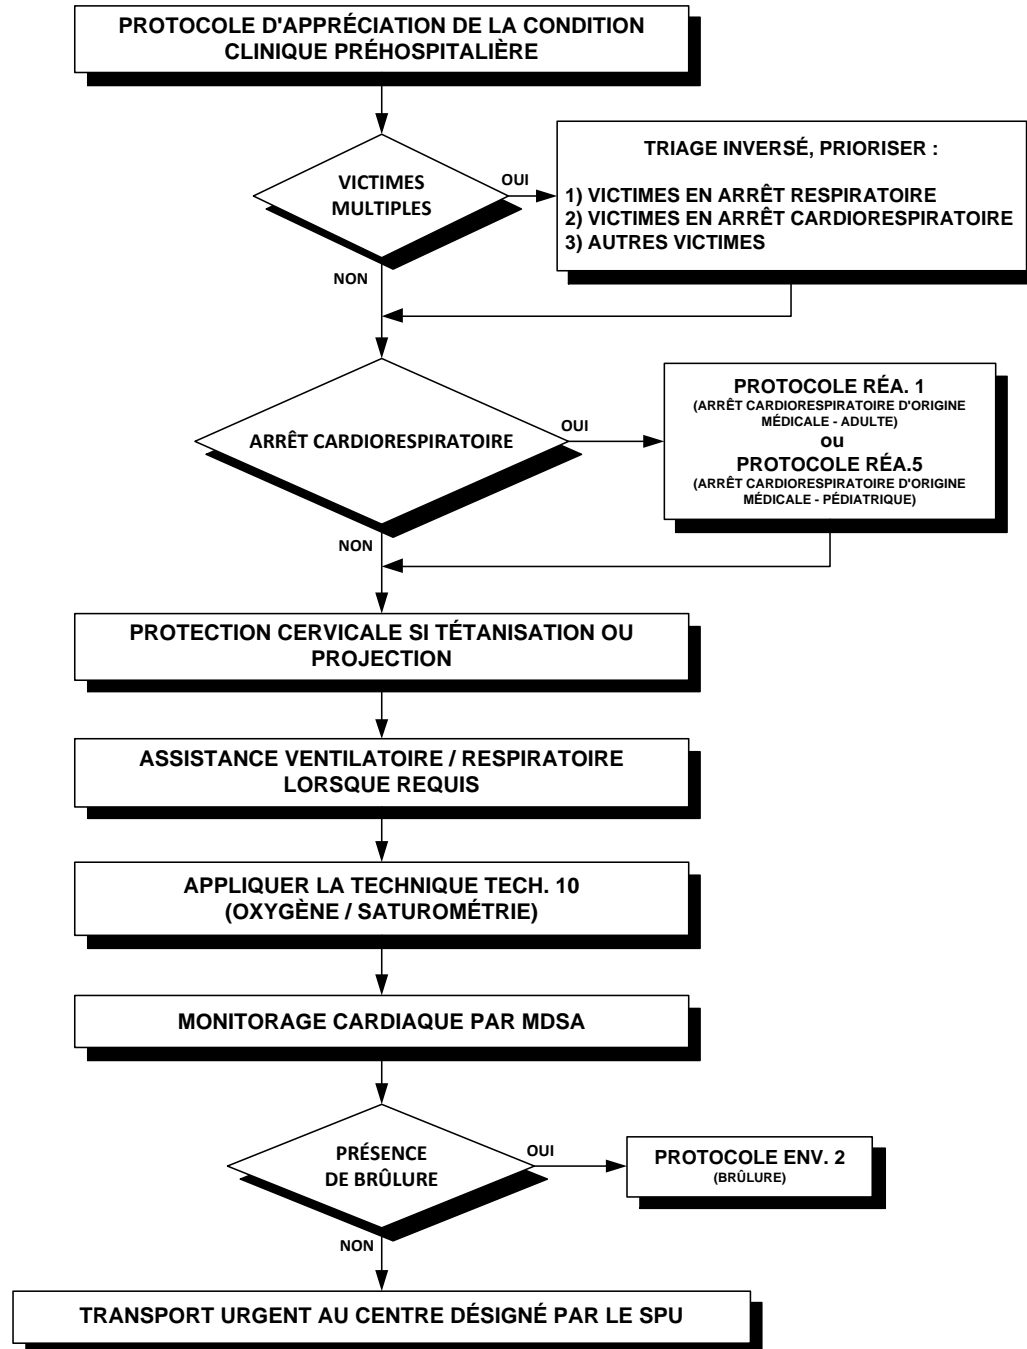 PROTOCOLE D'APPRÉCIATION DE LA CONDITION
CLINIQUE PRÉHOSPITALIÈRE
VICTIMES
MULTIPLES
OUI
TRIAGE INVERSÉ, PRIORISER :
1) VICTIMES EN ARRÊT RESPIRATOIRE
2) VICTIMES EN ARRÊT CARDIORESPIRATOIRE
3) AUTRES VICTIMES
NON
ARRÊT CARDIORESPIRATOIRE
OUI
PROTOCOLE RÉA. 1
(ARRÊT CARDIORESPIRATOIRE D'ORIGINE
MÉDICALE - ADULTE)
ou
PROTOCOLE RÉA.5
(ARRÊT CARDIORESPIRATOIRE D'ORIGINE
MÉDICALE - PÉDIATRIQUE)
NON
PROTECTION CERVICALE SI TÉTANISATION OU
PROJECTION
ASSISTANCE VENTILATOIRE / RESPIRATOIRE
LORSQUE REQUIS
APPLIQUER LA TECHNIQUE TECH. 10
(OXYGÈNE / SATUROMÉTRIE)
MONITORAGE CARDIAQUE PAR MDSA
PRÉSENCE
DE BRÛLURE
OUI
PROTOCOLE ENV. 2
(BRÛLURE)
NON
TRANSPORT URGENT AU CENTRE DÉSIGNÉ PAR LE SPU